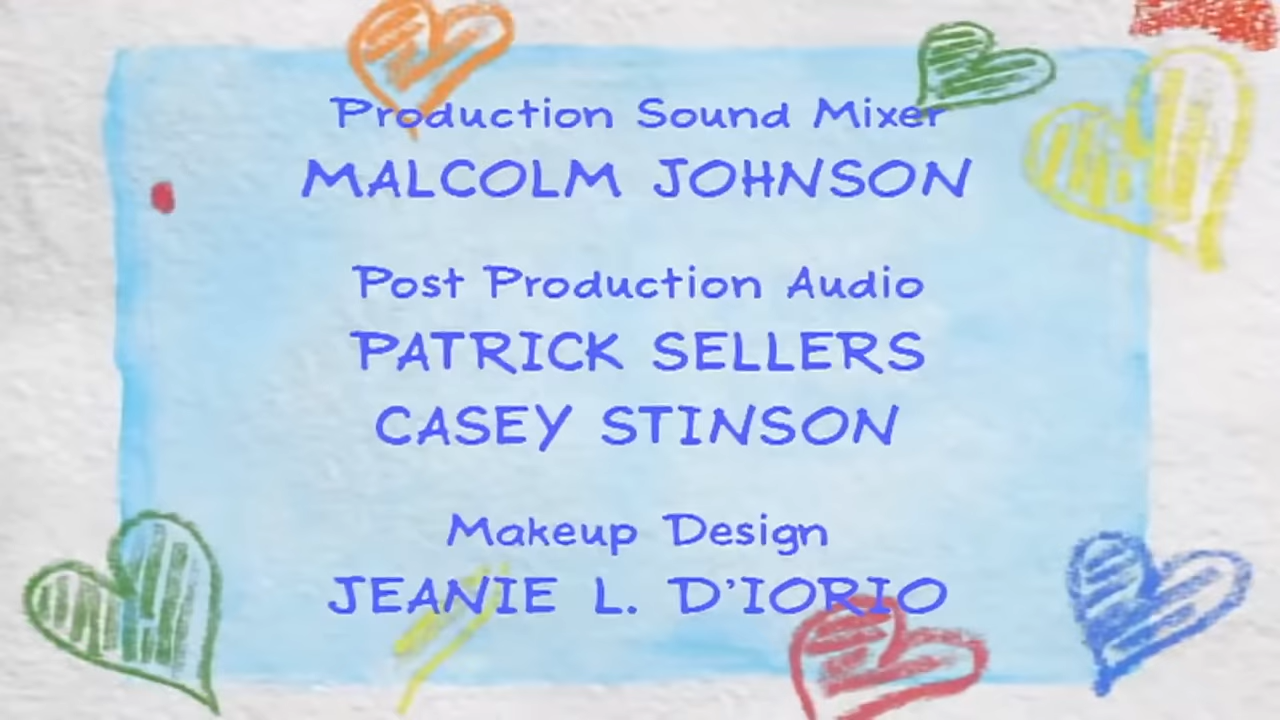 Production Sound Mixer
MALCOLM JOHNSON
Post Production Audio
PATRICK SELLERS
CASEY STINSON
Makeup Design
JEANIE L. D'IORIO